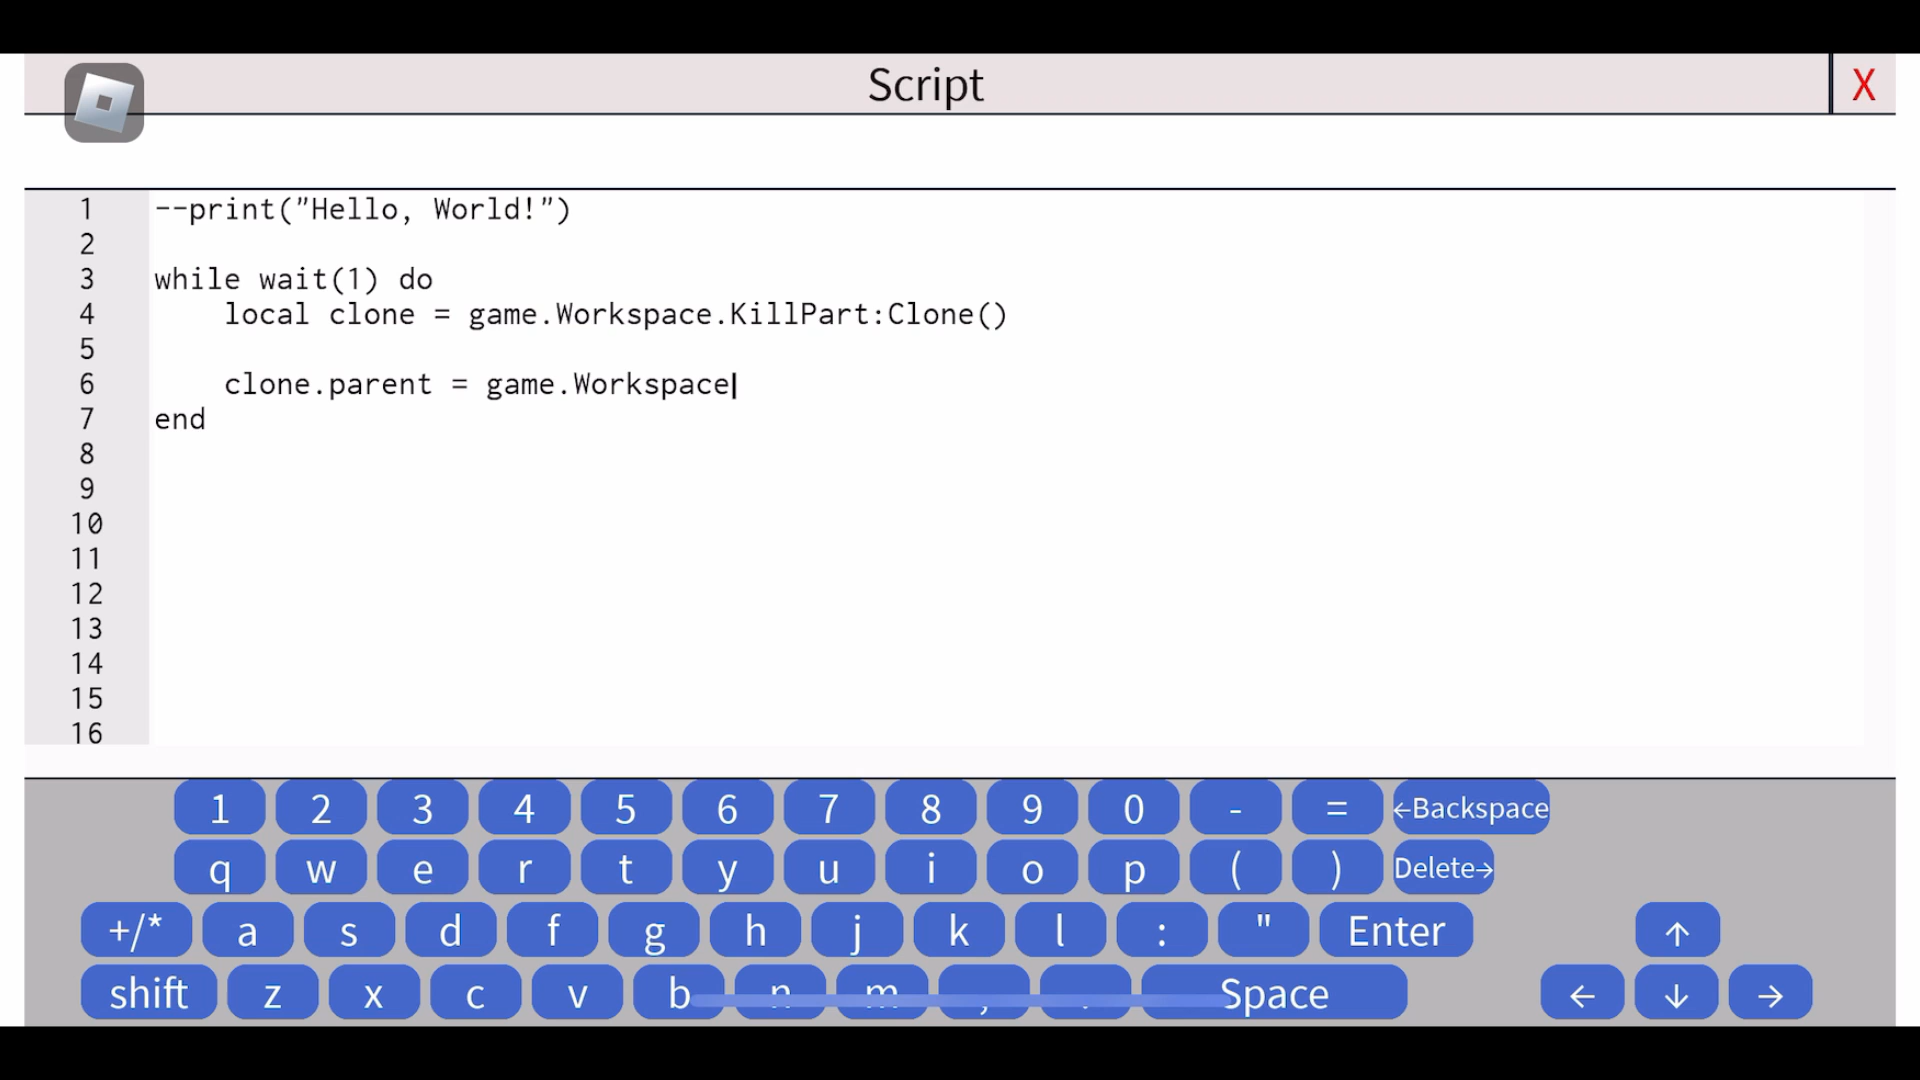 Script
X
1 --print("Hello, World!")
2
3 while wait(1) do
4 local clone = game.Workspace.KillPart:Clone()
5
6 clone.parent = game.Workspace
7 end
8
9
10
11
12
13
14
15
16
1 2 3 4 5 6 7 8 9 0 - = ←Backspace
q w e r t y u i o p ( ) Delete→
+/* a s d f g h j k l : " Enter ↑
shift z x c v b n m , . Space ← ↓ →